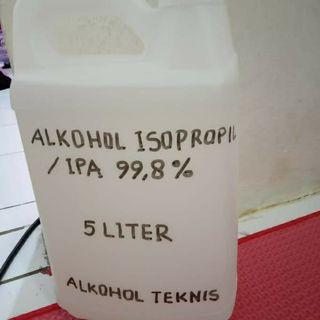 ALKOHOL ISOPROPIL
/ IPA 99,8%
5 LITER
ALKOHOL TEKNIS